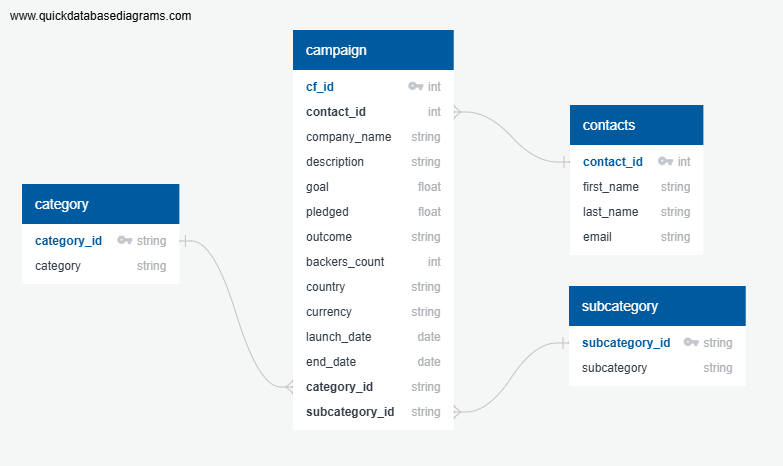 www.quickdatabasediagrams.com
campaign
cf_id int
contact_id int
company_name string
description string
goal float
pledged float
outcome string
backers_count int
country string
currency string
launch_date date
end_date date
category_id string
subcategory_id string
contacts
contact_id int
first_name string
last_name string
email string
category
category_id string
category string
subcategory
subcategory_id string
subcategory string